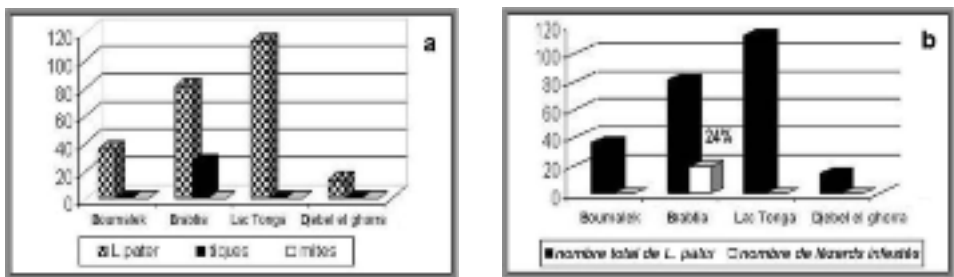 a
120
100
80
60
40
20
0
Boumalek Brabtia Lac Tonga Djebel el ghorra
L. pater tiques mites
b
120
100
80
60
40
20
0
24%
Boumalek Brabtia Lac Tonga Djebel el ghorra
nombre total de L. pater nombre de lézards infestés